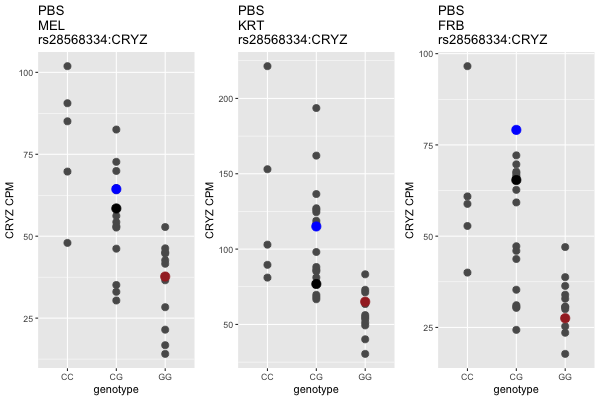 PBS
MEL
rs28568334:CRYZ
CRYZ CPM
100
75
50
25
CC CG GG
genotype
PBS
KRT
rs28568334:CRYZ
CRYZ CPM
200
150
100
50
CC CG GG
genotype
PBS
FRB
rs28568334:CRYZ
CRYZ CPM
100
75
50
25
CC CG GG
genotype